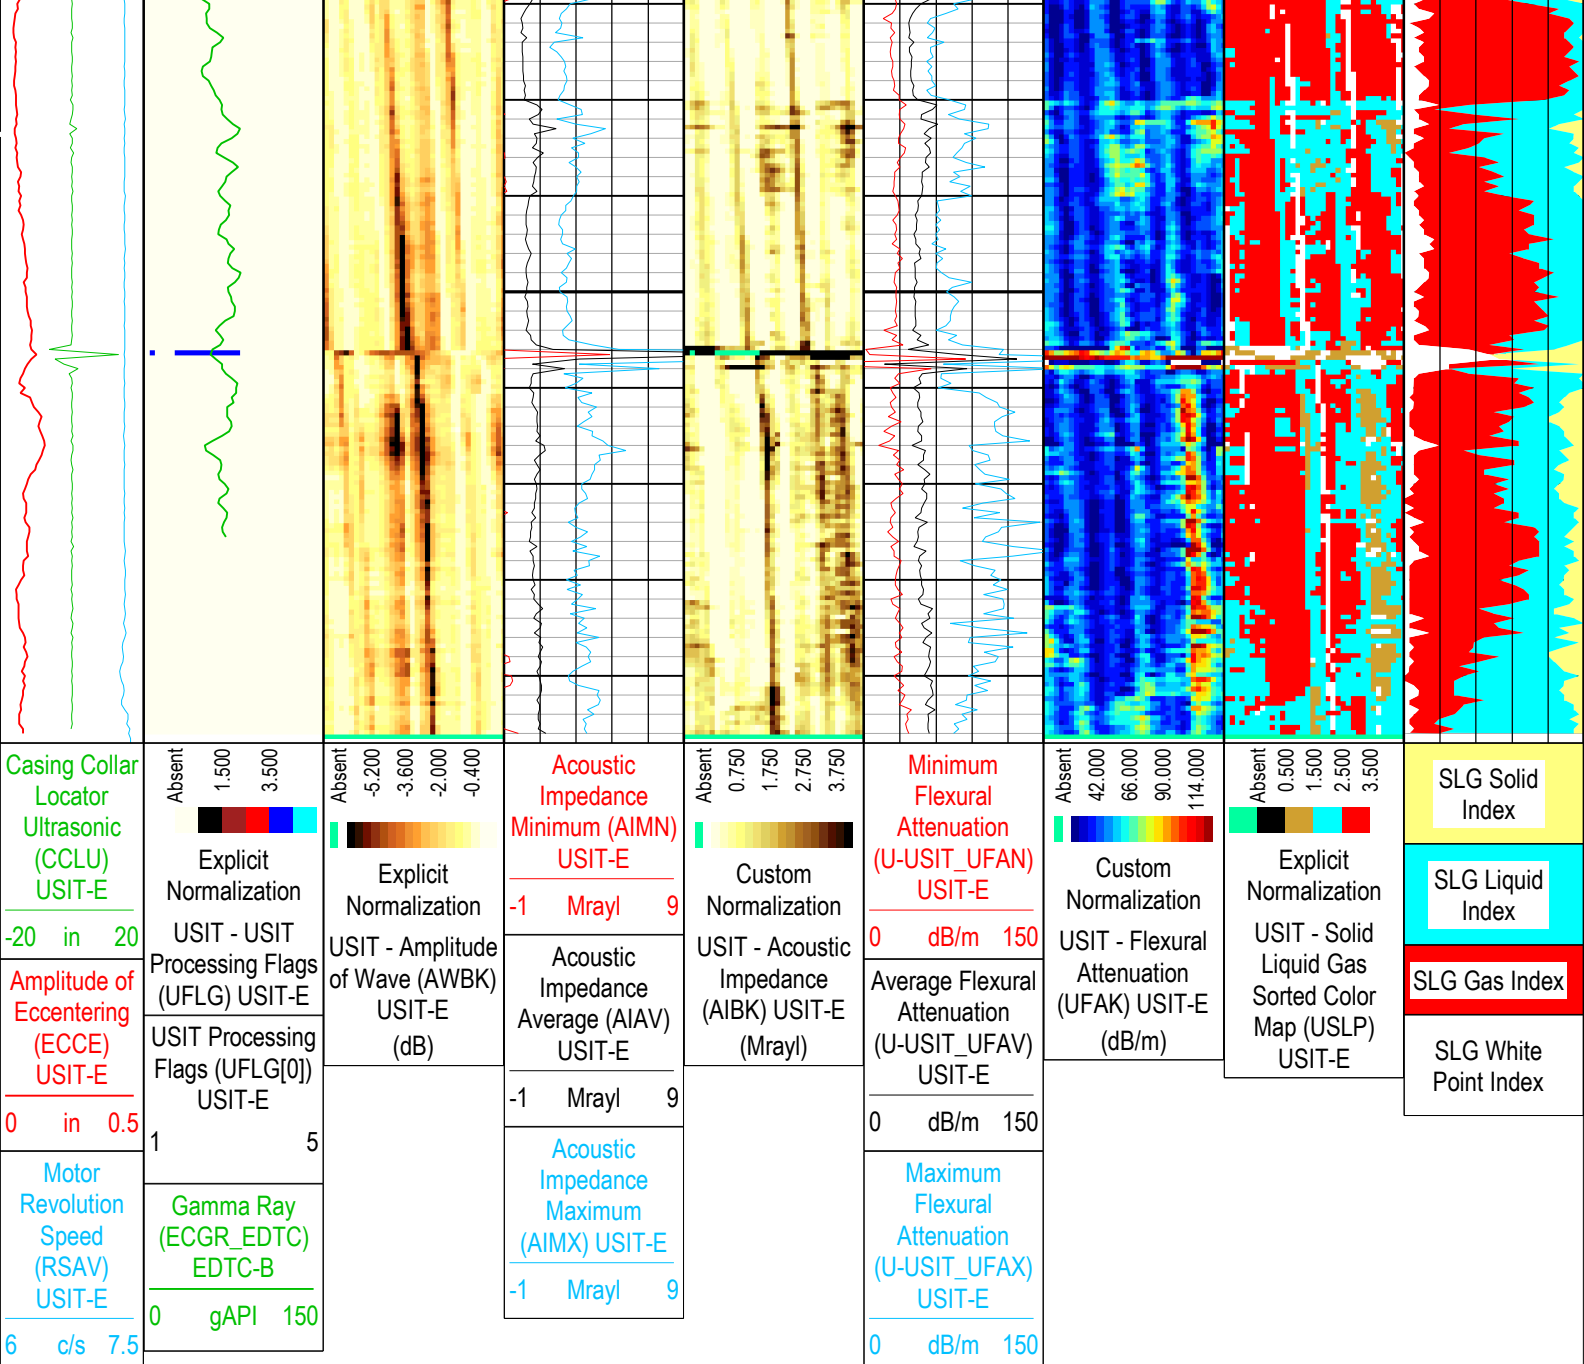 Casing Collar
Locator
Ultrasonic
(CCLU)
USIT-E
-20 in 20
Amplitude of
Eccentering
(ECCE)
USIT-E
0 in 0.5
Motor
Revolution
Speed
(RSAV)
USIT-E
6 c/s 7.5
Absent 1.500 3.500
Explicit
Normalization
USIT - USIT
Processing Flags
(UFLG) USIT-E
USIT Processing
Flags (UFLG[0])
USIT-E
1 5
Gamma Ray
(ECGR_EDTC)
EDTC-B
0 gAPI 150
Absent -5.200 -3.600 -2.000 -0.400
Explicit
Normalization
USIT - Amplitude
of Wave (AWBK)
USIT-E
(dB)
Acoustic
Impedance
Minimum (AIMN)
USIT-E
-1 Mrayl 9
Acoustic
Impedance
Average (AIAV)
USIT-E
-1 Mrayl 9
Acoustic
Impedance
Maximum
(AIMX) USIT-E
-1 Mrayl 9
Absent 0.750 1.750 2.750 3.750
Custom
Normalization
USIT - Acoustic
Impedance
(AIBK) USIT-E
(Mrayl)
Minimum
Flexural
Attenuation
(U-USIT_UFAN)
USIT-E
0 dB/m 150
Average Flexural
Attenuation
(U-USIT_UFAV)
USIT-E
0 dB/m 150
Maximum
Flexural
Attenuation
(U-USIT_UFAX)
USIT-E
0 dB/m 150
Absent 42.000 66.000 90.000 114.000
Custom
Normalization
USIT - Flexural
Attenuation
(UFAK) USIT-E
(dB/m)
Absent 0.500 1.500 2.500 3.500
Explicit
Normalization
USIT - Solid
Liquid Gas
Sorted Color
Map (USLP)
USIT-E
SLG Solid
Index
SLG Liquid
Index
SLG Gas Index
SLG White
Point Index